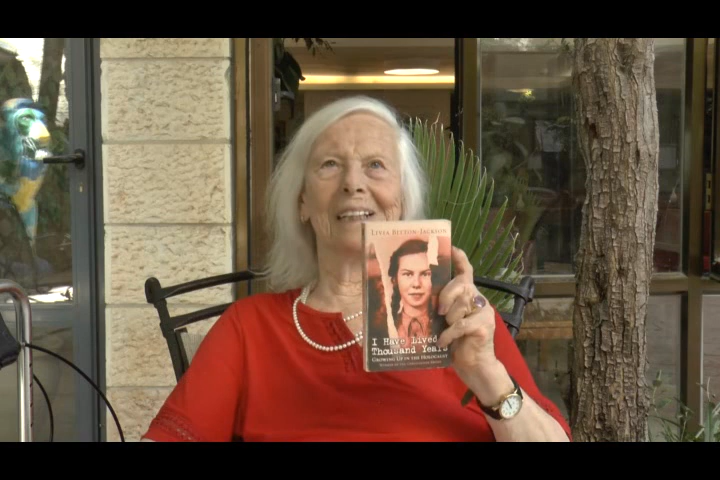 LIVIA BITTON-JACKSON
I Have Lived a
Thousand Years
GROWING UP IN THE HOLOCAUST